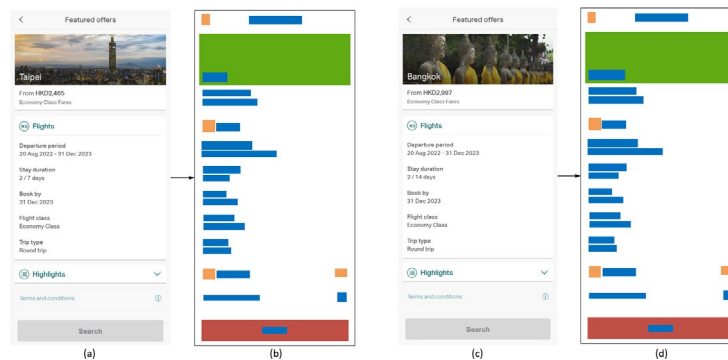 Featured offers
Taipei
From HKD2,465
Economy Class Fares
Flights
Departure period
20 Aug 2022 - 31 Dec 2023
Stay duration
2 / 7 days
Book by
31 Dec 2023
Flight class
Economy Class
Trip type
Round trip
Highlights
Terms and conditions
Search
(a)
(b)
Featured offers
Bangkok
From HKD2,997
Economy Class Fares
Flights
Departure period
20 Aug 2022 - 31 Dec 2023
Stay duration
2 / 14 days
Book by
31 Dec 2023
Flight class
Economy Class
Trip type
Round trip
Highlights
Terms and conditions
Search
(c)
(d)